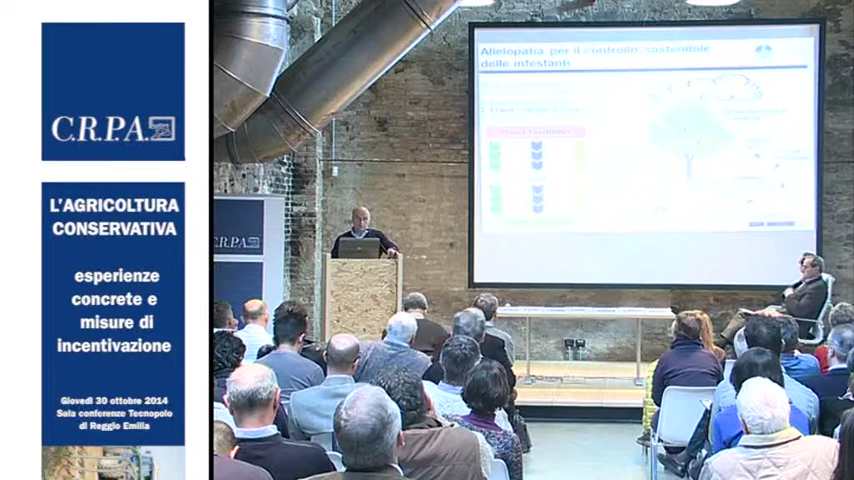 C.R.P.A.
L'AGRICOLTURA
CONSERVATIVA
esperienze
concrete e
misure di
incentivazione
Giovedì 30 ottobre 2014
Sala conferenze Tecnopolo
di Reggio Emilia
C.R.P.A.
Allelopatia per il controllo sostenibile
delle infestanti